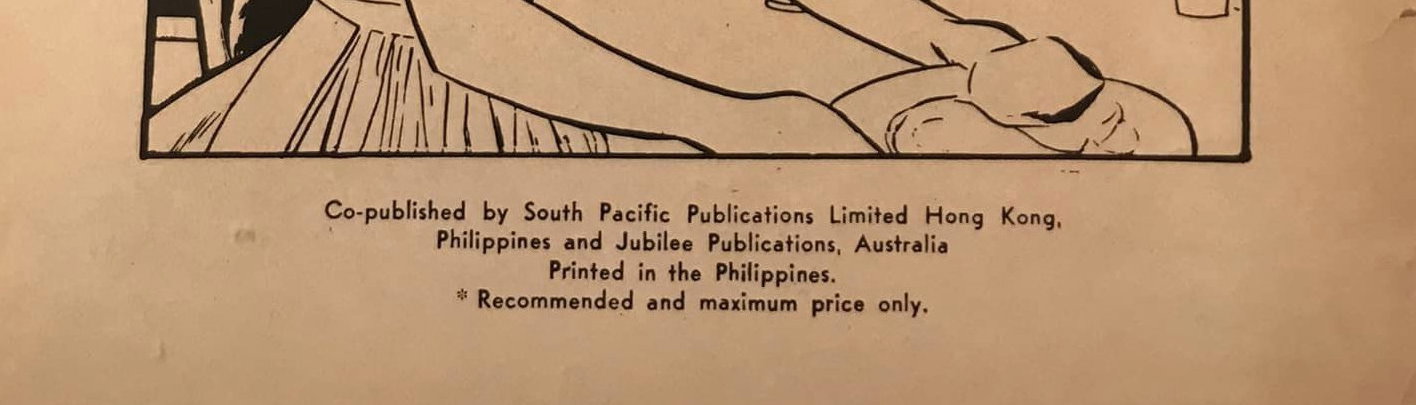 Co-published by South Pacific Publications Limited Hong Kong,
Philippines and Jubilee Publications, Australia
Printed in the Philippines.
* Recommended and maximum price only.